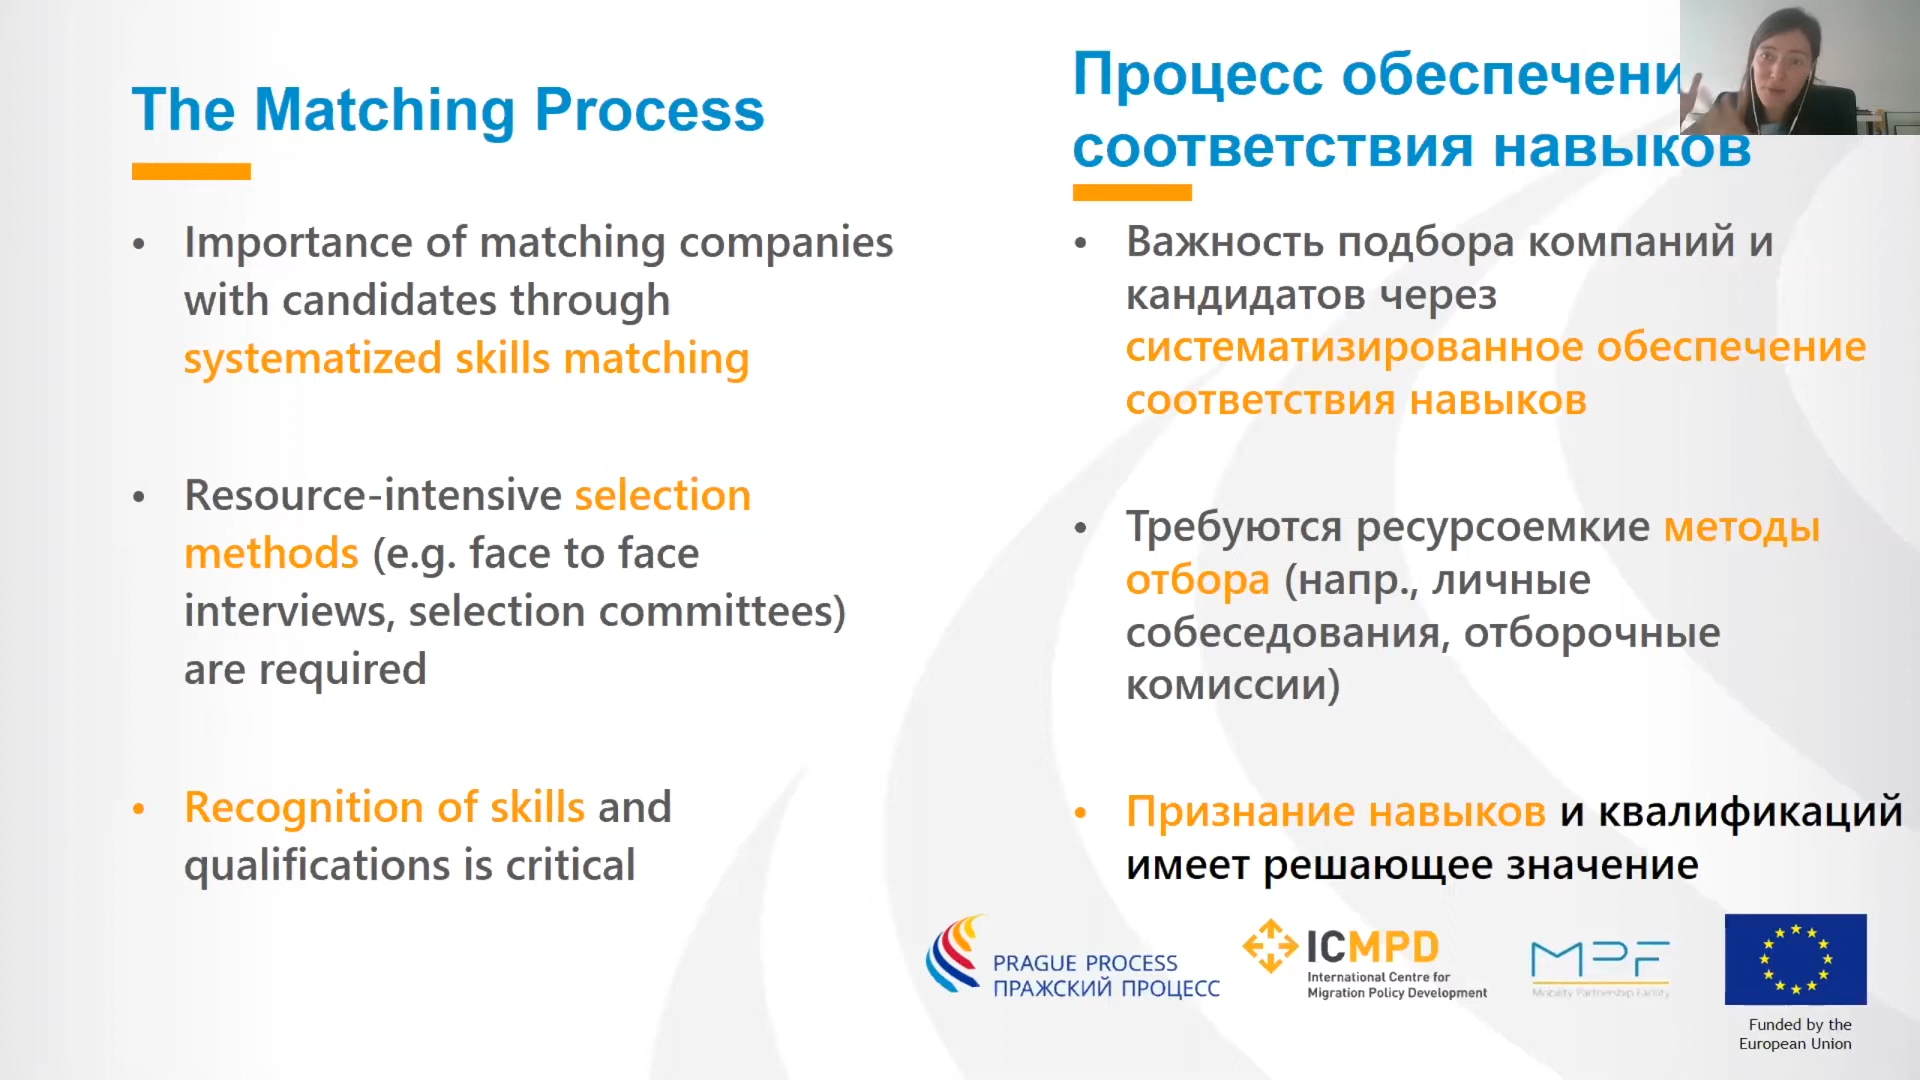 The Matching Process
• Importance of matching companies
with candidates through
systematized skills matching
• Resource-intensive selection
methods (e.g. face to face
interviews, selection committees)
are required
• Recognition of skills and
qualifications is critical
Процесс обеспечени
соответствия навыков
• Важность подбора компаний и
кандидатов через
систематизированное обеспечение
соответствия навыков
• Требуются ресурсоемкие методы
отбора (напр., личные
собеседования, отборочные
комиссии)
• Признание навыков и квалификаций
имеет решающее значение
PRAGUE PROCESS
ПРАЖСКИЙ ПРОЦЕСС
ICMPD
International Centre for
Migration Policy Development
MPF
Mobility Partnership Facility
Funded by the
European Union